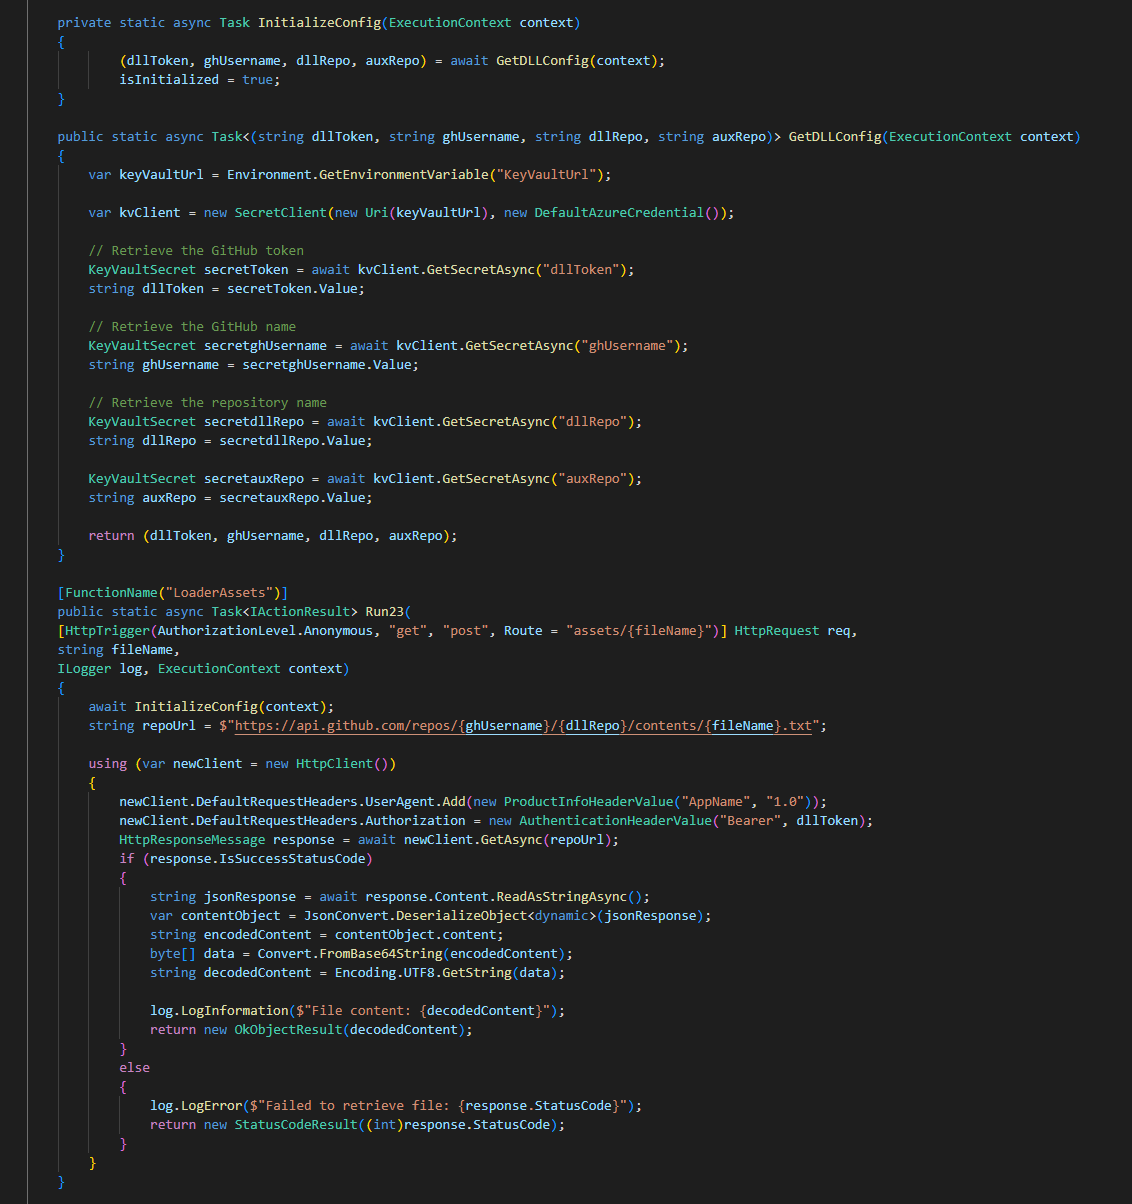 private static async Task InitializeConfig(ExecutionContext context)
{
(dllToken, ghUsername, dllRepo, auxRepo) = await GetDLLConfig(context);
isInitialized = true;
}
public static async Task<(string dllToken, string ghUsername, string dllRepo, string auxRepo)> GetDLLConfig(ExecutionContext context)
{
var keyVaultUrl = Environment.GetEnvironmentVariable("KeyVaultUrl");
var kvClient = new SecretClient(new Uri(keyVaultUrl), new DefaultAzureCredential());
// Retrieve the GitHub token
KeyVaultSecret secretToken = await kvClient.GetSecretAsync("dllToken");
string dllToken = secretToken.Value;
// Retrieve the GitHub name
KeyVaultSecret secretghUsername = await kvClient.GetSecretAsync("ghUsername");
string ghUsername = secretghUsername.Value;
// Retrieve the repository name
KeyVaultSecret secretdllRepo = await kvClient.GetSecretAsync("dllRepo");
string dllRepo = secretdllRepo.Value;
KeyVaultSecret secretauxRepo = await kvClient.GetSecretAsync("auxRepo");
string auxRepo = secretauxRepo.Value;
return (dllToken, ghUsername, dllRepo, auxRepo);
}
[FunctionName("LoaderAssets")]
public static async Task<IActionResult> Run23(
[HttpTrigger(AuthorizationLevel.Anonymous, "get", "post", Route = "assets/{fileName}")] HttpRequest req,
string fileName,
ILogger log, ExecutionContext context)
{
await InitializeConfig(context);
string repoUrl = $"https://api.github.com/repos/{ghUsername}/{dllRepo}/contents/{fileName}.txt";
using (var newClient = new HttpClient())
{
newClient.DefaultRequestHeaders.UserAgent.Add(new ProductInfoHeaderValue("AppName", "1.0"));
newClient.DefaultRequestHeaders.Authorization = new AuthenticationHeaderValue("Bearer", dllToken);
HttpResponseMessage response = await newClient.GetAsync(repoUrl);
if (response.IsSuccessStatusCode)
{
string jsonResponse = await response.Content.ReadAsStringAsync();
var contentObject = JsonConvert.DeserializeObject<dynamic>(jsonResponse);
string encodedContent = contentObject.content;
byte[] data = Convert.FromBase64String(encodedContent);
string decodedContent = Encoding.UTF8.GetString(data);
log.LogInformation($"File content: {decodedContent}");
return new OkObjectResult(decodedContent);
}
else
{
log.LogError($"Failed to retrieve file: {response.StatusCode}");
return new StatusCodeResult((int)response.StatusCode);
}
}
}